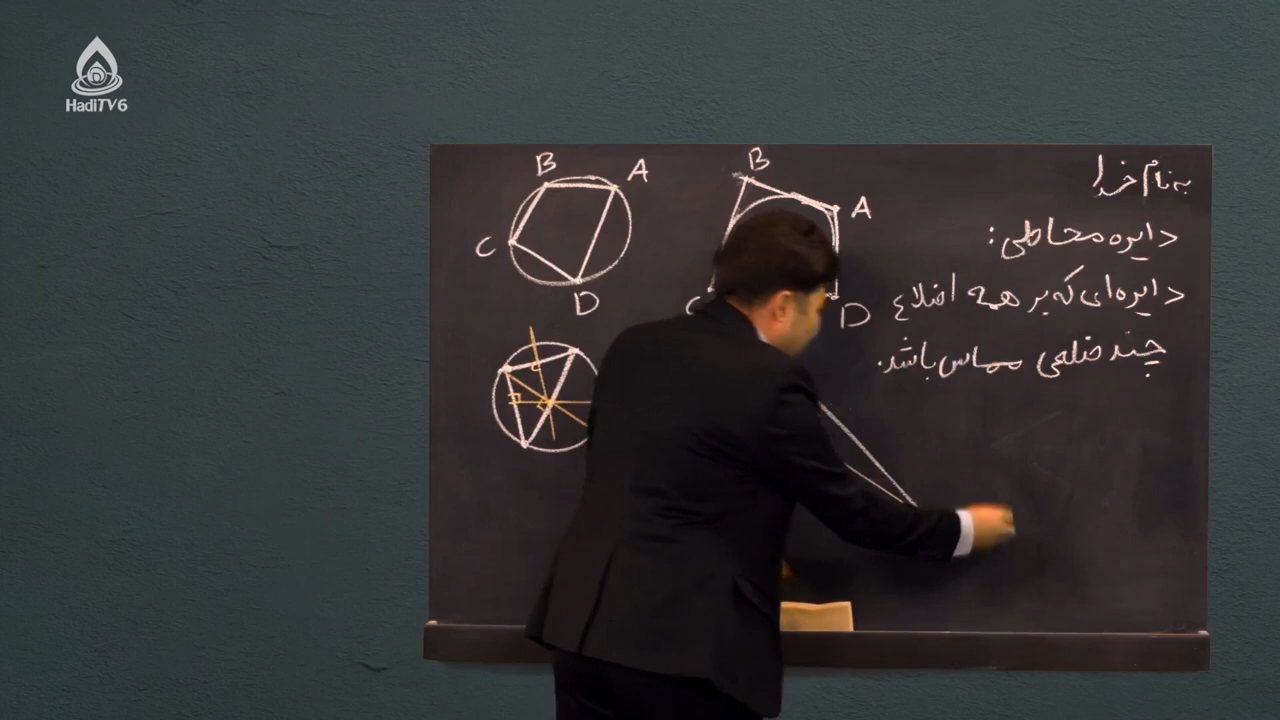 HadiTV6
به نام خدا
دایره محاطی:
دایره‌ای که بر همه اضلاع
چند ضلعی مماس باشد.
B A
C
D
B
A
C D